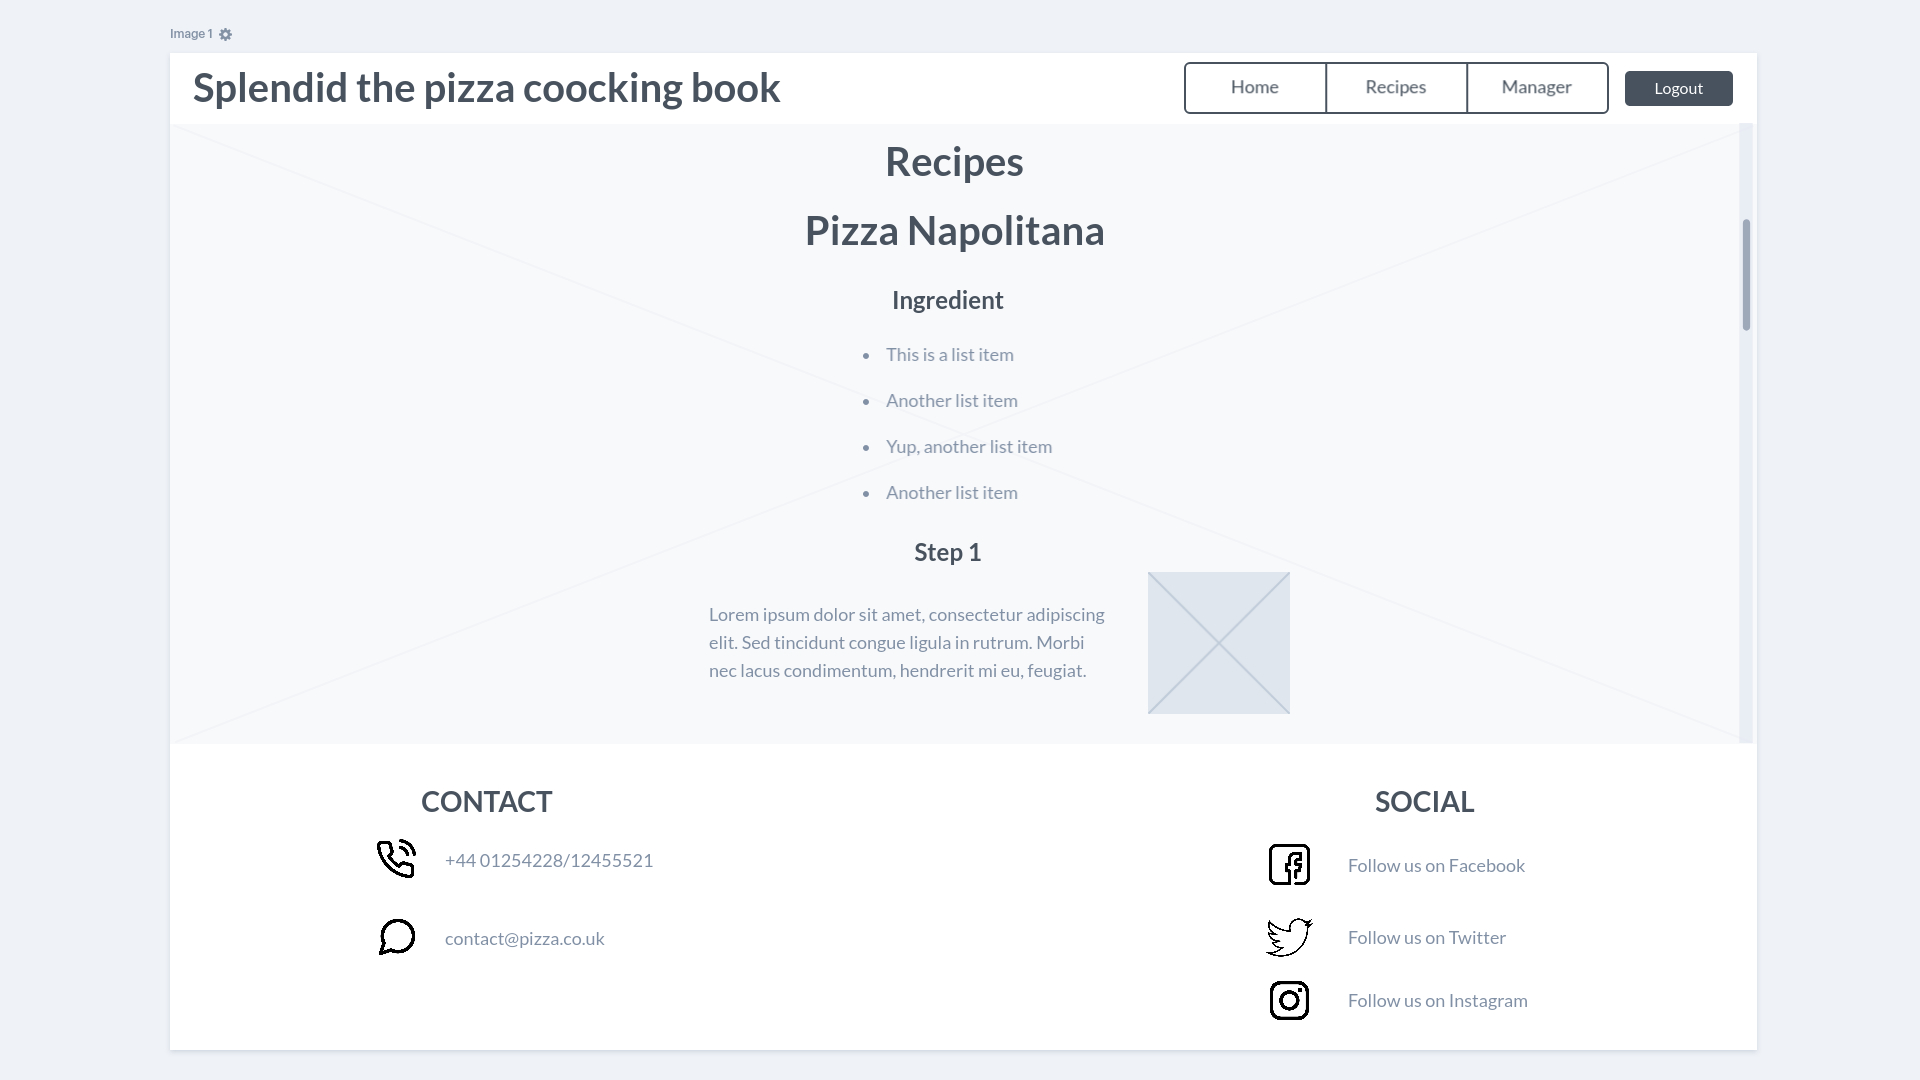 Image 1
Splendid the pizza coocking book
Home
Recipes
Manager
Logout
Recipes
Pizza Napolitana
Ingredient
• This is a list item
• Another list item
• Yup, another list item
• Another list item
Step 1
Lorem ipsum dolor sit amet, consectetur adipiscing
elit. Sed tincidunt congue ligula in rutrum. Morbi
nec lacus condimentum, hendrerit mi eu, feugiat.
CONTACT
+44 01254228/12455521
contact@pizza.co.uk
SOCIAL
Follow us on Facebook
Follow us on Twitter
Follow us on Instagram